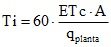 Ti = 60 · ETc · A / q_planta